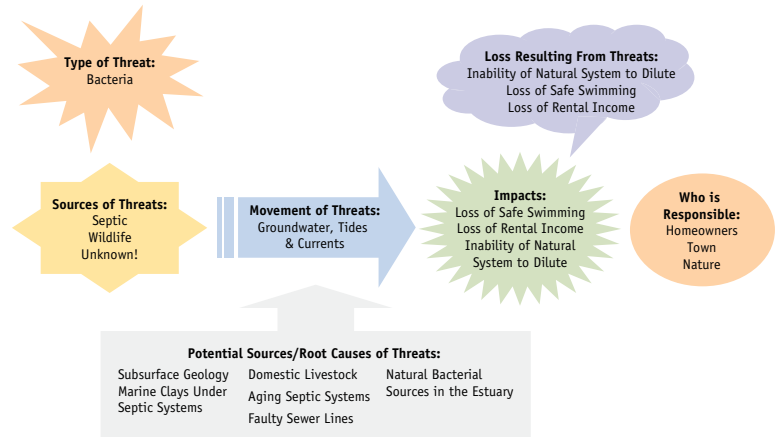 Type of Threat:
Bacteria
Loss Resulting From Threats:
Inability of Natural System to Dilute
Loss of Safe Swimming
Loss of Rental Income
Sources of Threats:
Septic
Wildlife
Unknown!
Movement of Threats:
Groundwater, Tides
& Currents
Impacts:
Loss of Safe Swimming
Loss of Rental Income
Inability of Natural
System to Dilute
Who is
Responsible:
Homeowners
Town
Nature
Potential Sources/Root Causes of Threats:
Subsurface Geology
Marine Clays Under
Septic Systems
Domestic Livestock
Aging Septic Systems
Faulty Sewer Lines
Natural Bacterial
Sources in the Estuary